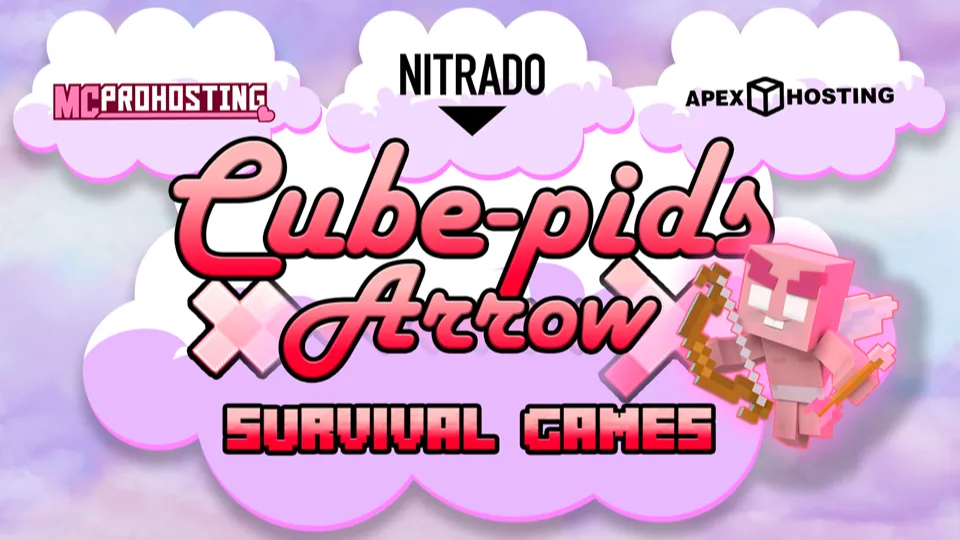 MCPROHOSTING
NITRADO
APEX HOSTING
Cube-pids
Arrow
SURVIVAL GAMES